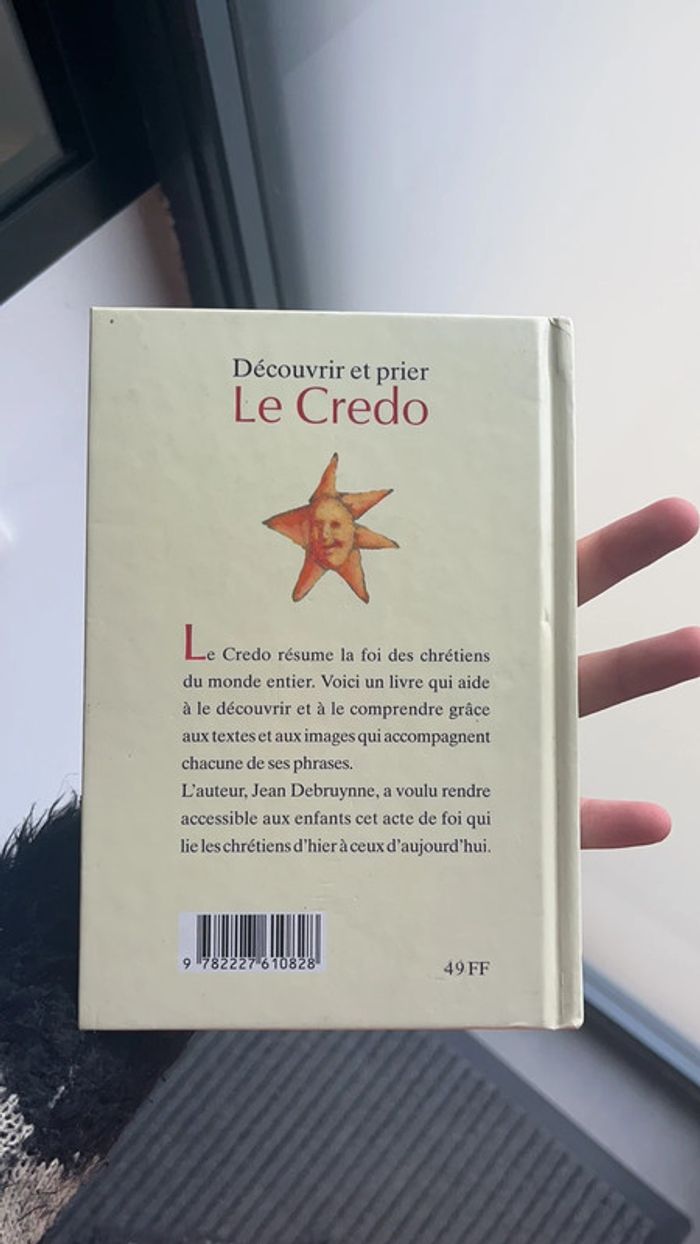 Découvrir et prier
Le Credo
Le Credo résume la foi des chrétiens
du monde entier. Voici un livre qui aide
à le découvrir et à le comprendre grâce
aux textes et aux images qui accompagnent
chacune de ses phrases.
L'auteur, Jean Debruynne, a voulu rendre
accessible aux enfants cet acte de foi qui
lie les chrétiens d'hier à ceux d'aujourd'hui.
9 782227 610828
49 FF